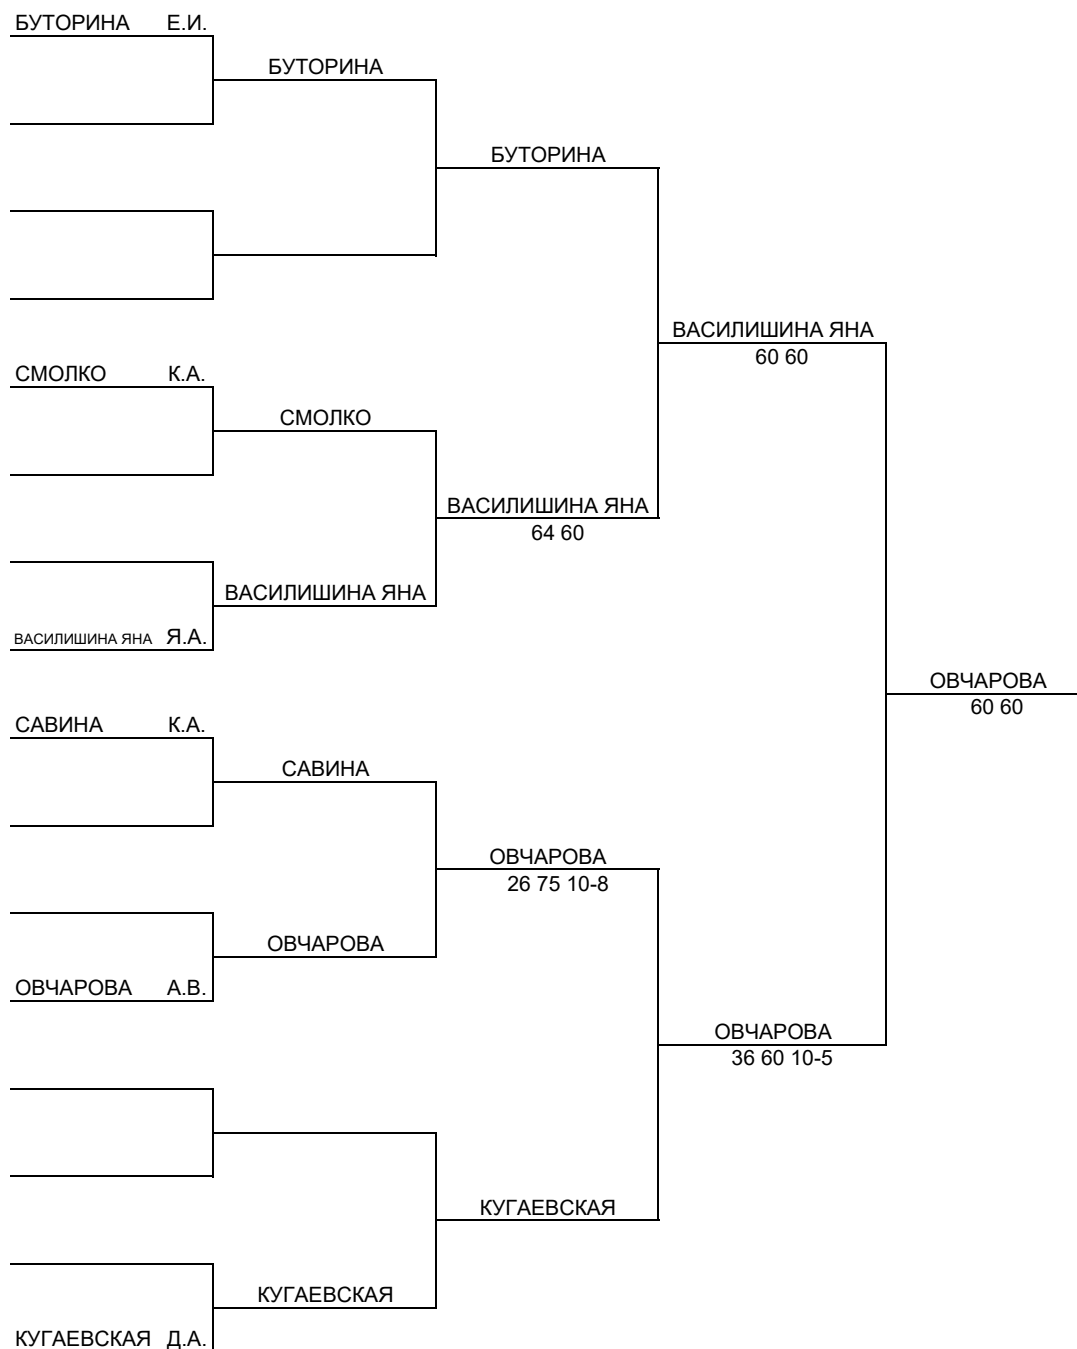 БУТОРИНА Е.И.
БУТОРИНА
БУТОРИНА
ВАСИЛИШИНА ЯНА
60 60
СМОЛКО К.А.
СМОЛКО
ВАСИЛИШИНА ЯНА
64 60
ВАСИЛИШИНА ЯНА
ВАСИЛИШИНА ЯНА Я.А.
ОВЧАРОВА
60 60
САВИНА К.А.
САВИНА
ОВЧАРОВА
26 75 10-8
ОВЧАРОВА
ОВЧАРОВА А.В.
ОВЧАРОВА
36 60 10-5
КУГАЕВСКАЯ
КУГАЕВСКАЯ
КУГАЕВСКАЯ Д.А.